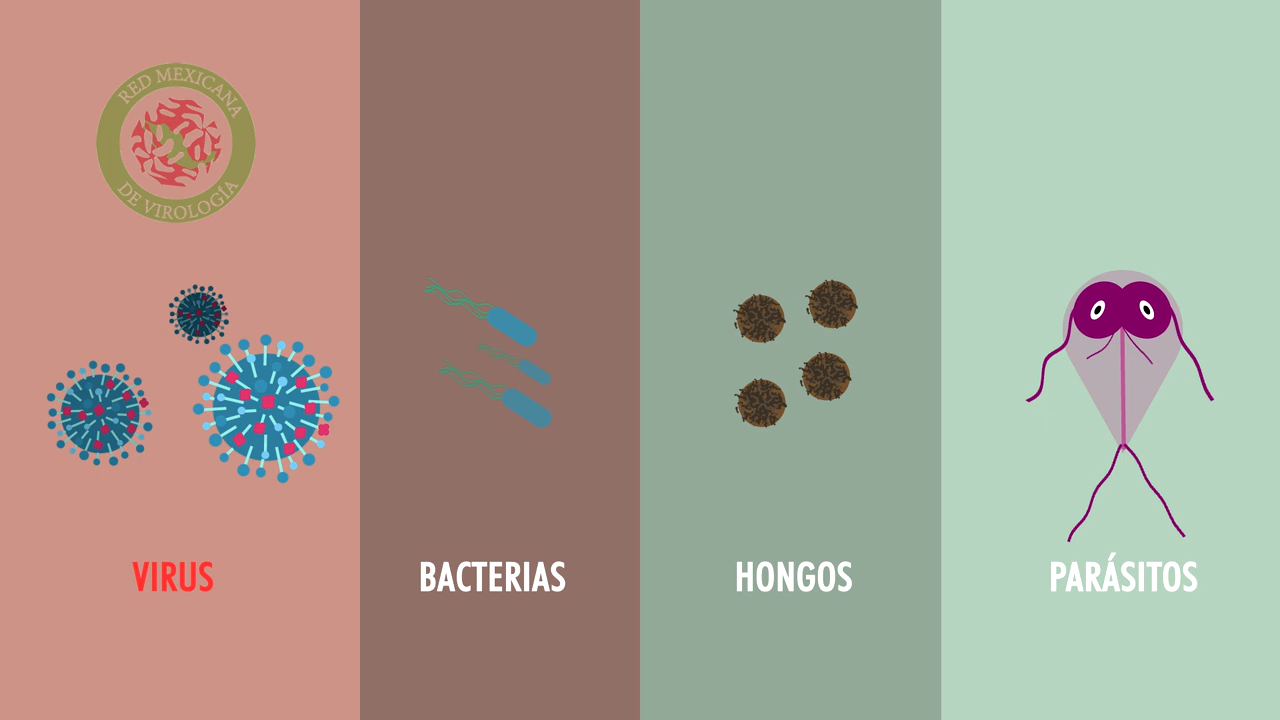 RED MEXICANA
DE VIROLOGÍA
VIRUS
BACTERIAS
HONGOS
PARÁSITOS